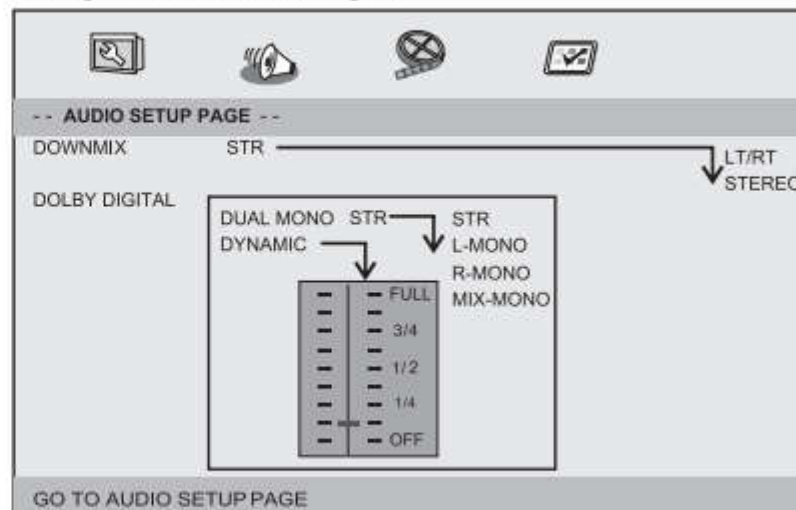 -- AUDIO SETUP PAGE --
DOWNMIX STR LT/RT
STEREO
DOLBY DIGITAL
DUAL MONO STR STR
DYNAMIC L-MONO
R-MONO
FULL MIX-MONO
3/4
1/2
1/4
OFF
GO TO AUDIO SETUP PAGE